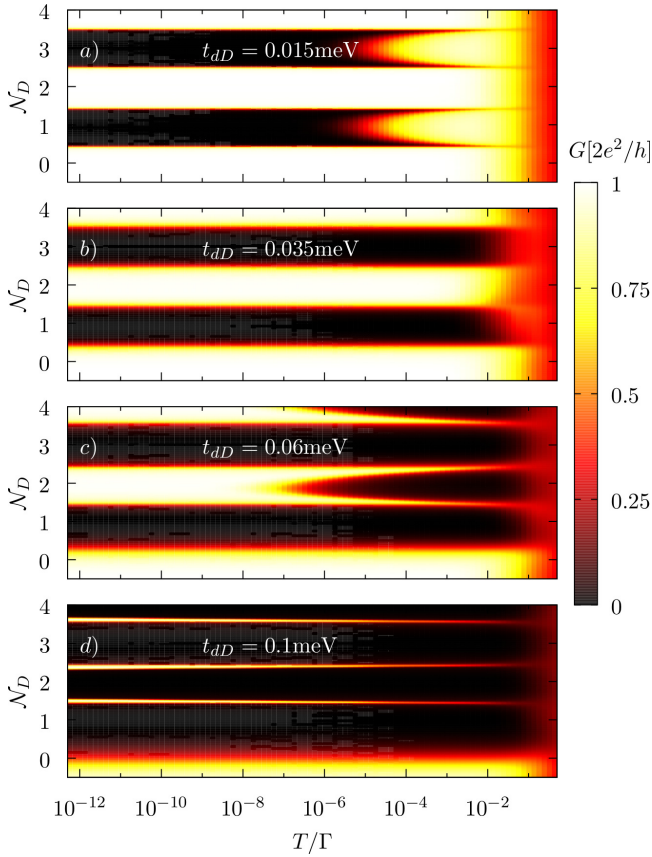 4
3
2
1
0
𝒩_D
a) t_{dD} = 0.015meV
G[2e²/h]
1
0.75
0.5
0.25
0
4
3
2
1
0
𝒩_D
b) t_{dD} = 0.035meV
4
3
2
1
0
𝒩_D
c) t_{dD} = 0.06meV
4
3
2
1
0
𝒩_D
d) t_{dD} = 0.1meV
10⁻¹² 10⁻¹⁰ 10⁻⁸ 10⁻⁶ 10⁻⁴ 10⁻²
T/Γ